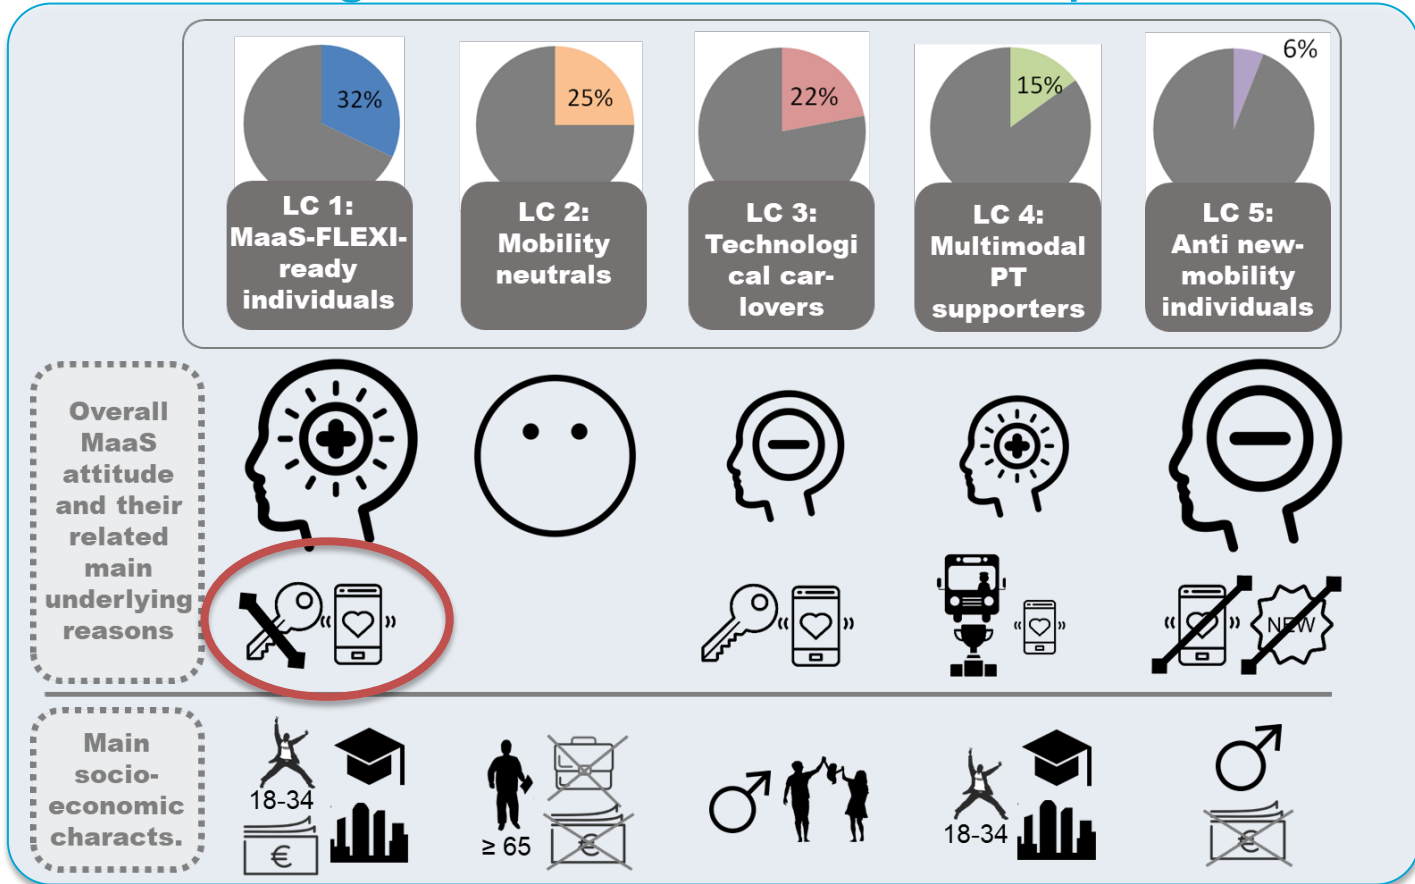 32%
25%
22%
15%
6%
LC 1:
MaaS-FLEXI-
ready
individuals
LC 2:
Mobility
neutrals
LC 3:
Technologi
cal car-
lovers
LC 4:
Multimodal
PT
supporters
LC 5:
Anti new-
mobility
individuals
Overall
MaaS
attitude
and their
related
main
underlying
reasons
NEW
Main
socio-
economic
characts.
18-34
€
≥ 65
€
18-34
€